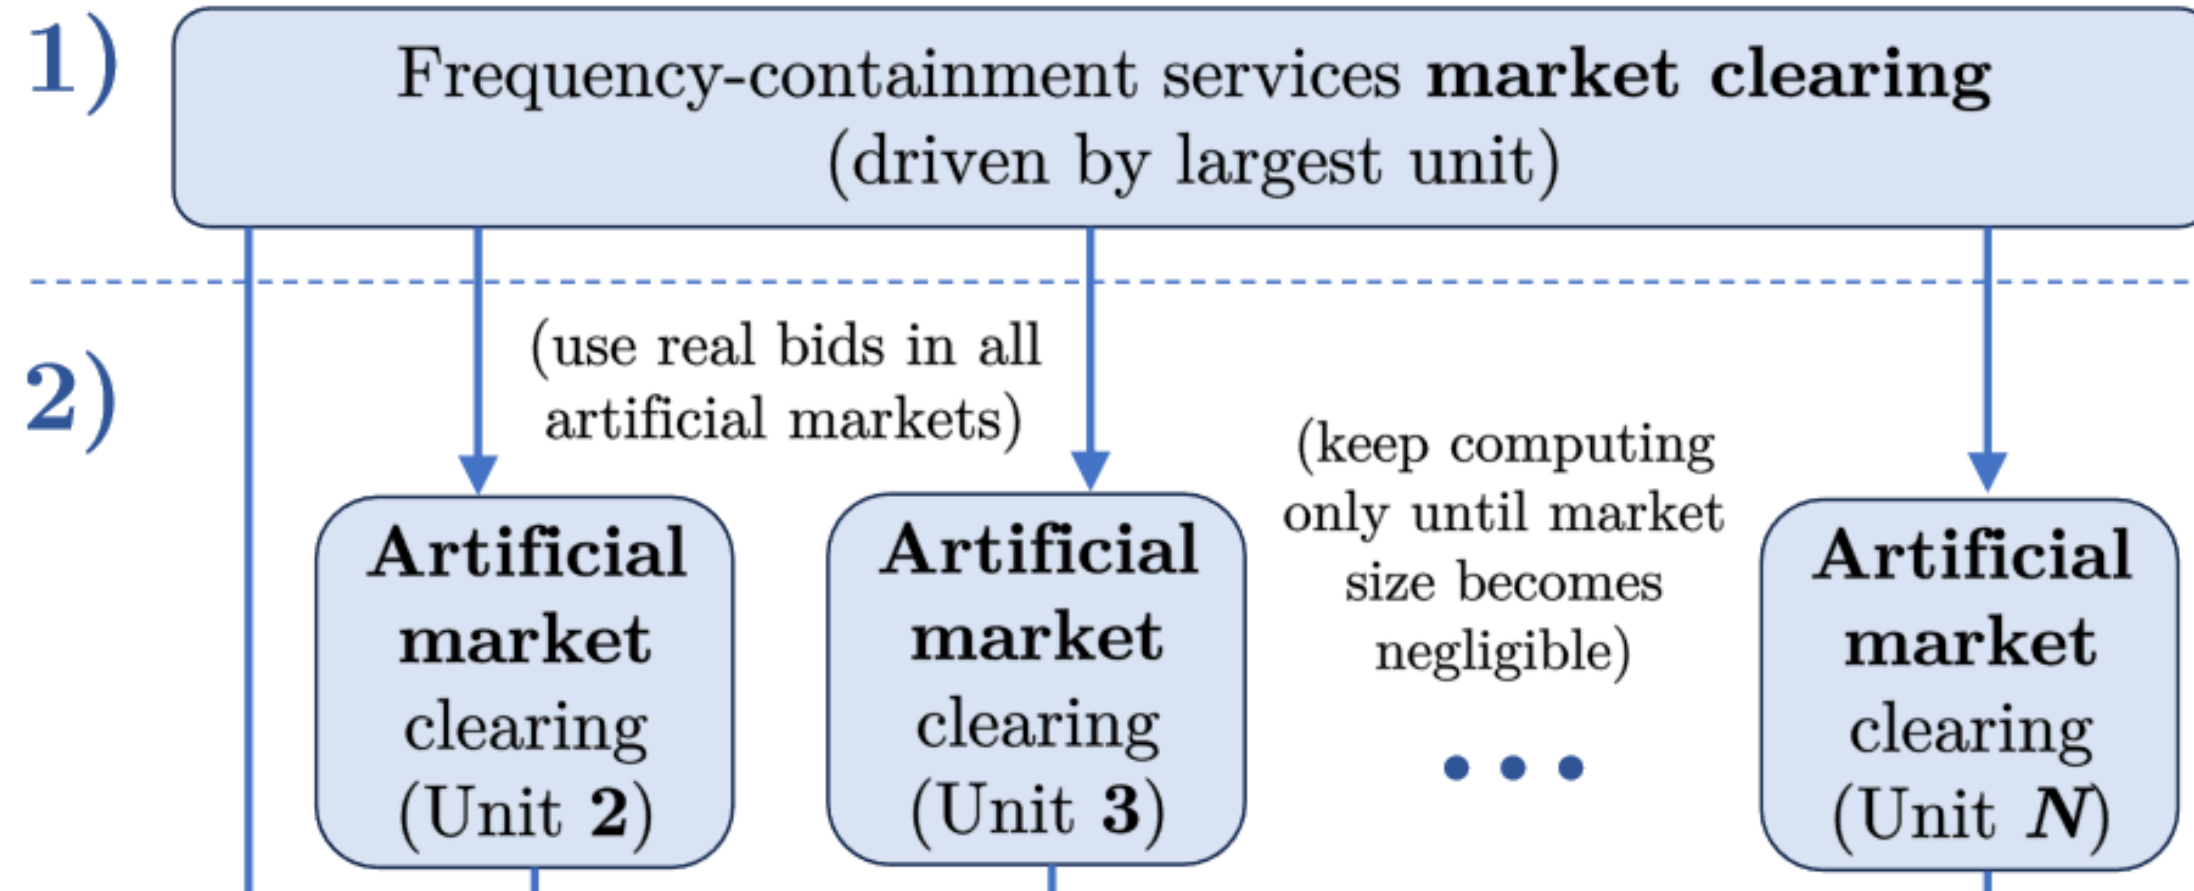 1)
Frequency-containment services market clearing
(driven by largest unit)
2)
(use real bids in all
artificial markets)
(keep computing
only until market
size becomes
negligible)
Artificial
market
clearing
(Unit 2)
Artificial
market
clearing
(Unit 3)
• • •
Artificial
market
clearing
(Unit N)